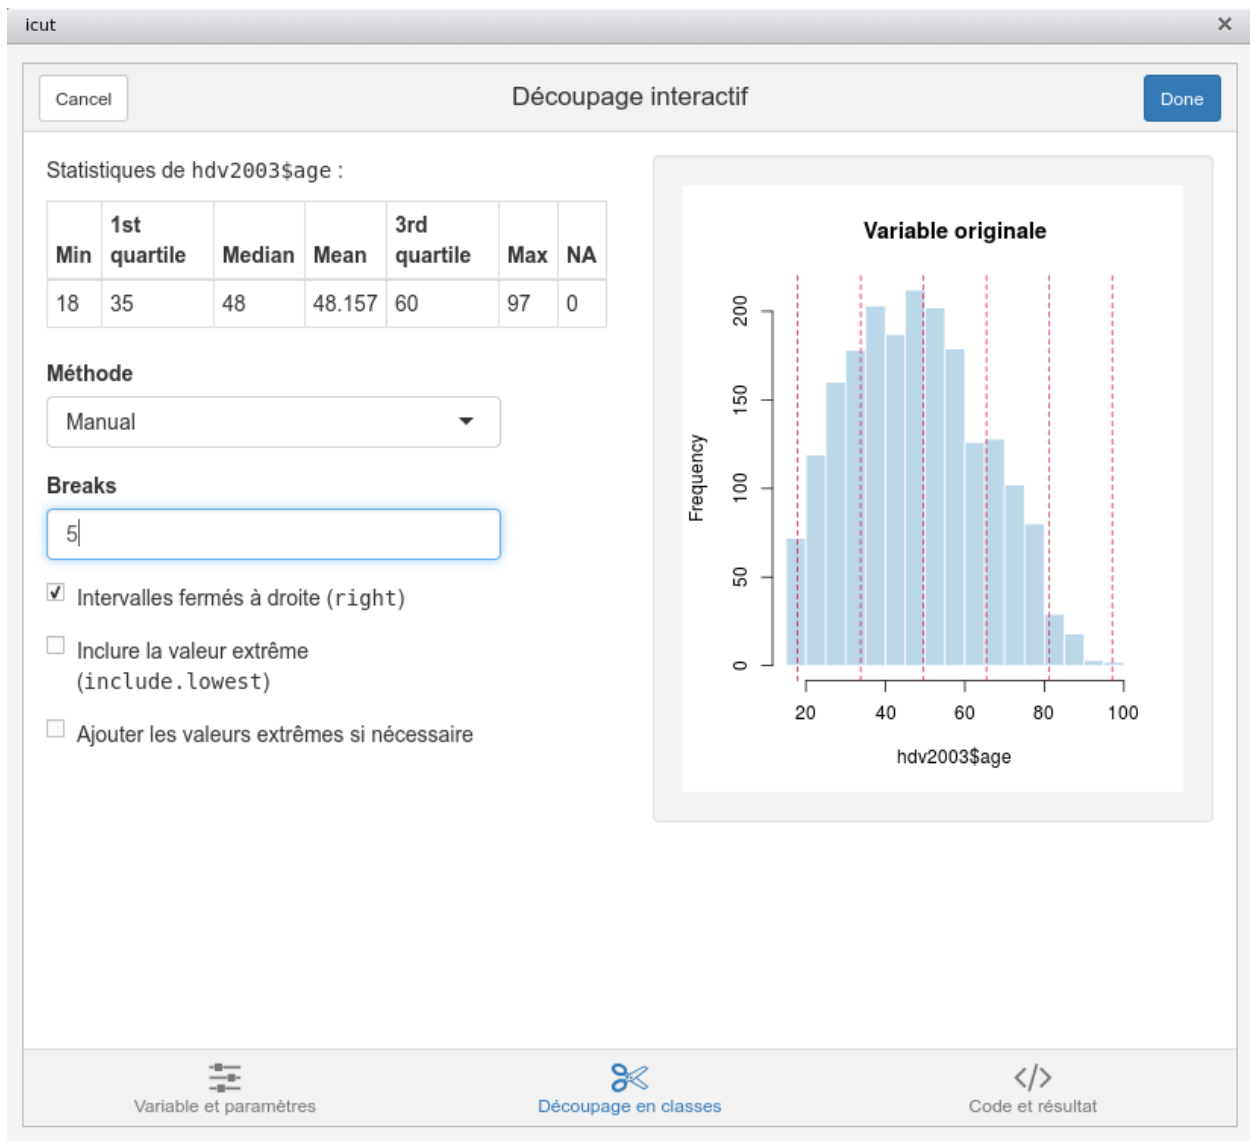 icut ×
Cancel
Découpage interactif
Done
Statistiques de hdv2003$age :
Min 1st quartile Median Mean 3rd quartile Max NA
18 35 48 48.157 60 97 0
Méthode
Manual
Breaks
5
Intervalles fermés à droite (right)
Inclure la valeur extrême
(include.lowest)
Ajouter les valeurs extrêmes si nécessaire
Variable originale
Frequency
200
150
100
50
0
20 40 60 80 100
hdv2003$age
Variable et paramètres
Découpage en classes
</>
Code et résultat